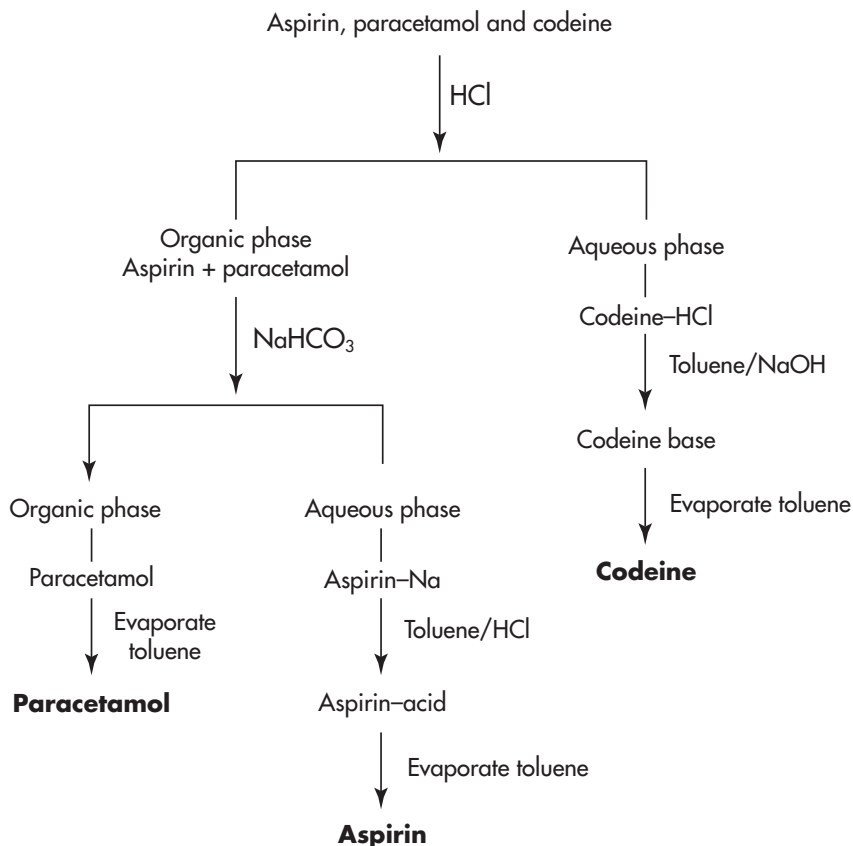 Aspirin, paracetamol and codeine
HCl
Organic phase
Aspirin + paracetamol
Aqueous phase
Codeine–HCl
NaHCO₃
Toluene/NaOH
Codeine base
Organic phase
Aqueous phase
Evaporate toluene
Paracetamol
Aspirin–Na
Codeine
Evaporate
toluene
Toluene/HCl
Paracetamol
Aspirin–acid
Evaporate toluene
Aspirin